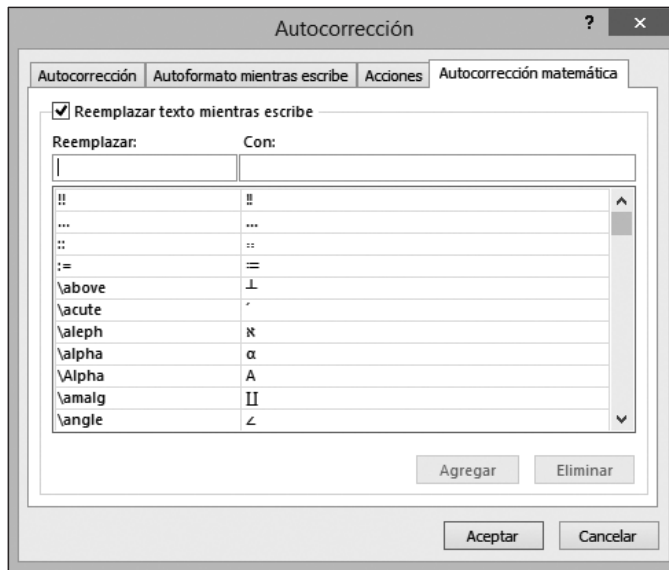 Autocorrección ? ×
Autocorrección Autoformato mientras escribe Acciones Autocorrección matemática
Reemplazar texto mientras escribe
Reemplazar: Con:
!! ‼
... …
:: ∷
:= ≔
\above ┴
\acute ´
\aleph ℵ
\alpha α
\Alpha Α
\amalg ∐
\angle ∠
Agregar Eliminar
Aceptar Cancelar